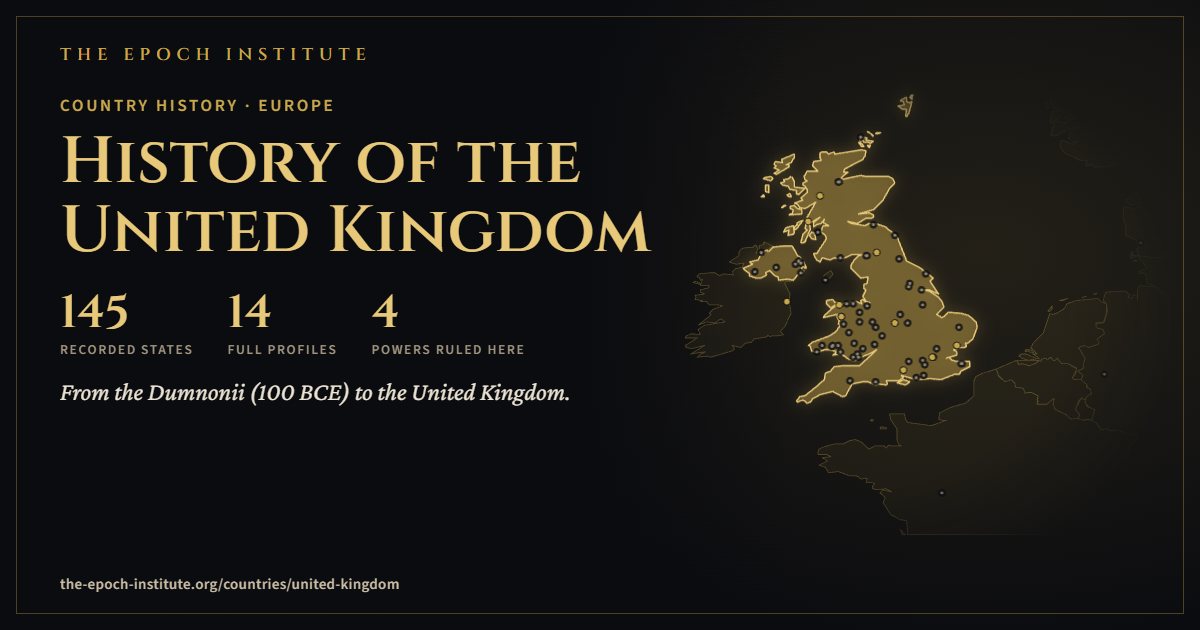 THE EPOCH INSTITUTE
COUNTRY HISTORY · EUROPE
History of the
United Kingdom
145 14 4
RECORDED STATES FULL PROFILES POWERS RULED HERE
From the Dumnonii (100 BCE) to the United Kingdom.
the-epoch-institute.org/countries/united-kingdom